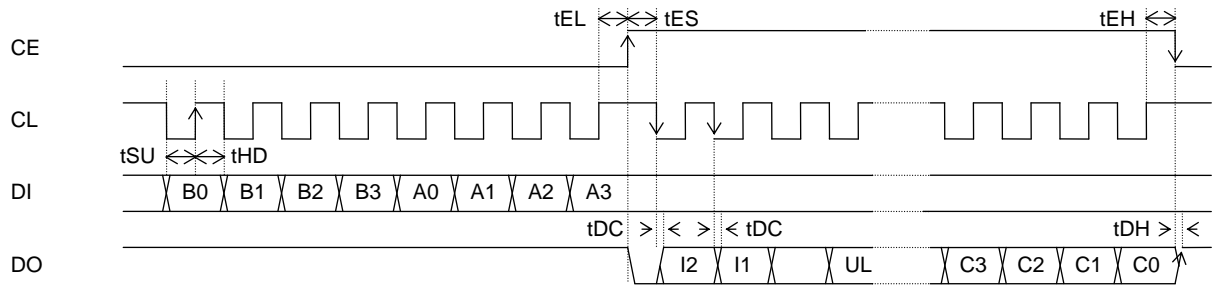 tEL tES tEH
CE
CL
tSU tHD
DI B0 B1 B2 B3 A0 A1 A2 A3
tDC tDC tDH
DO I2 I1 UL C3 C2 C1 C0